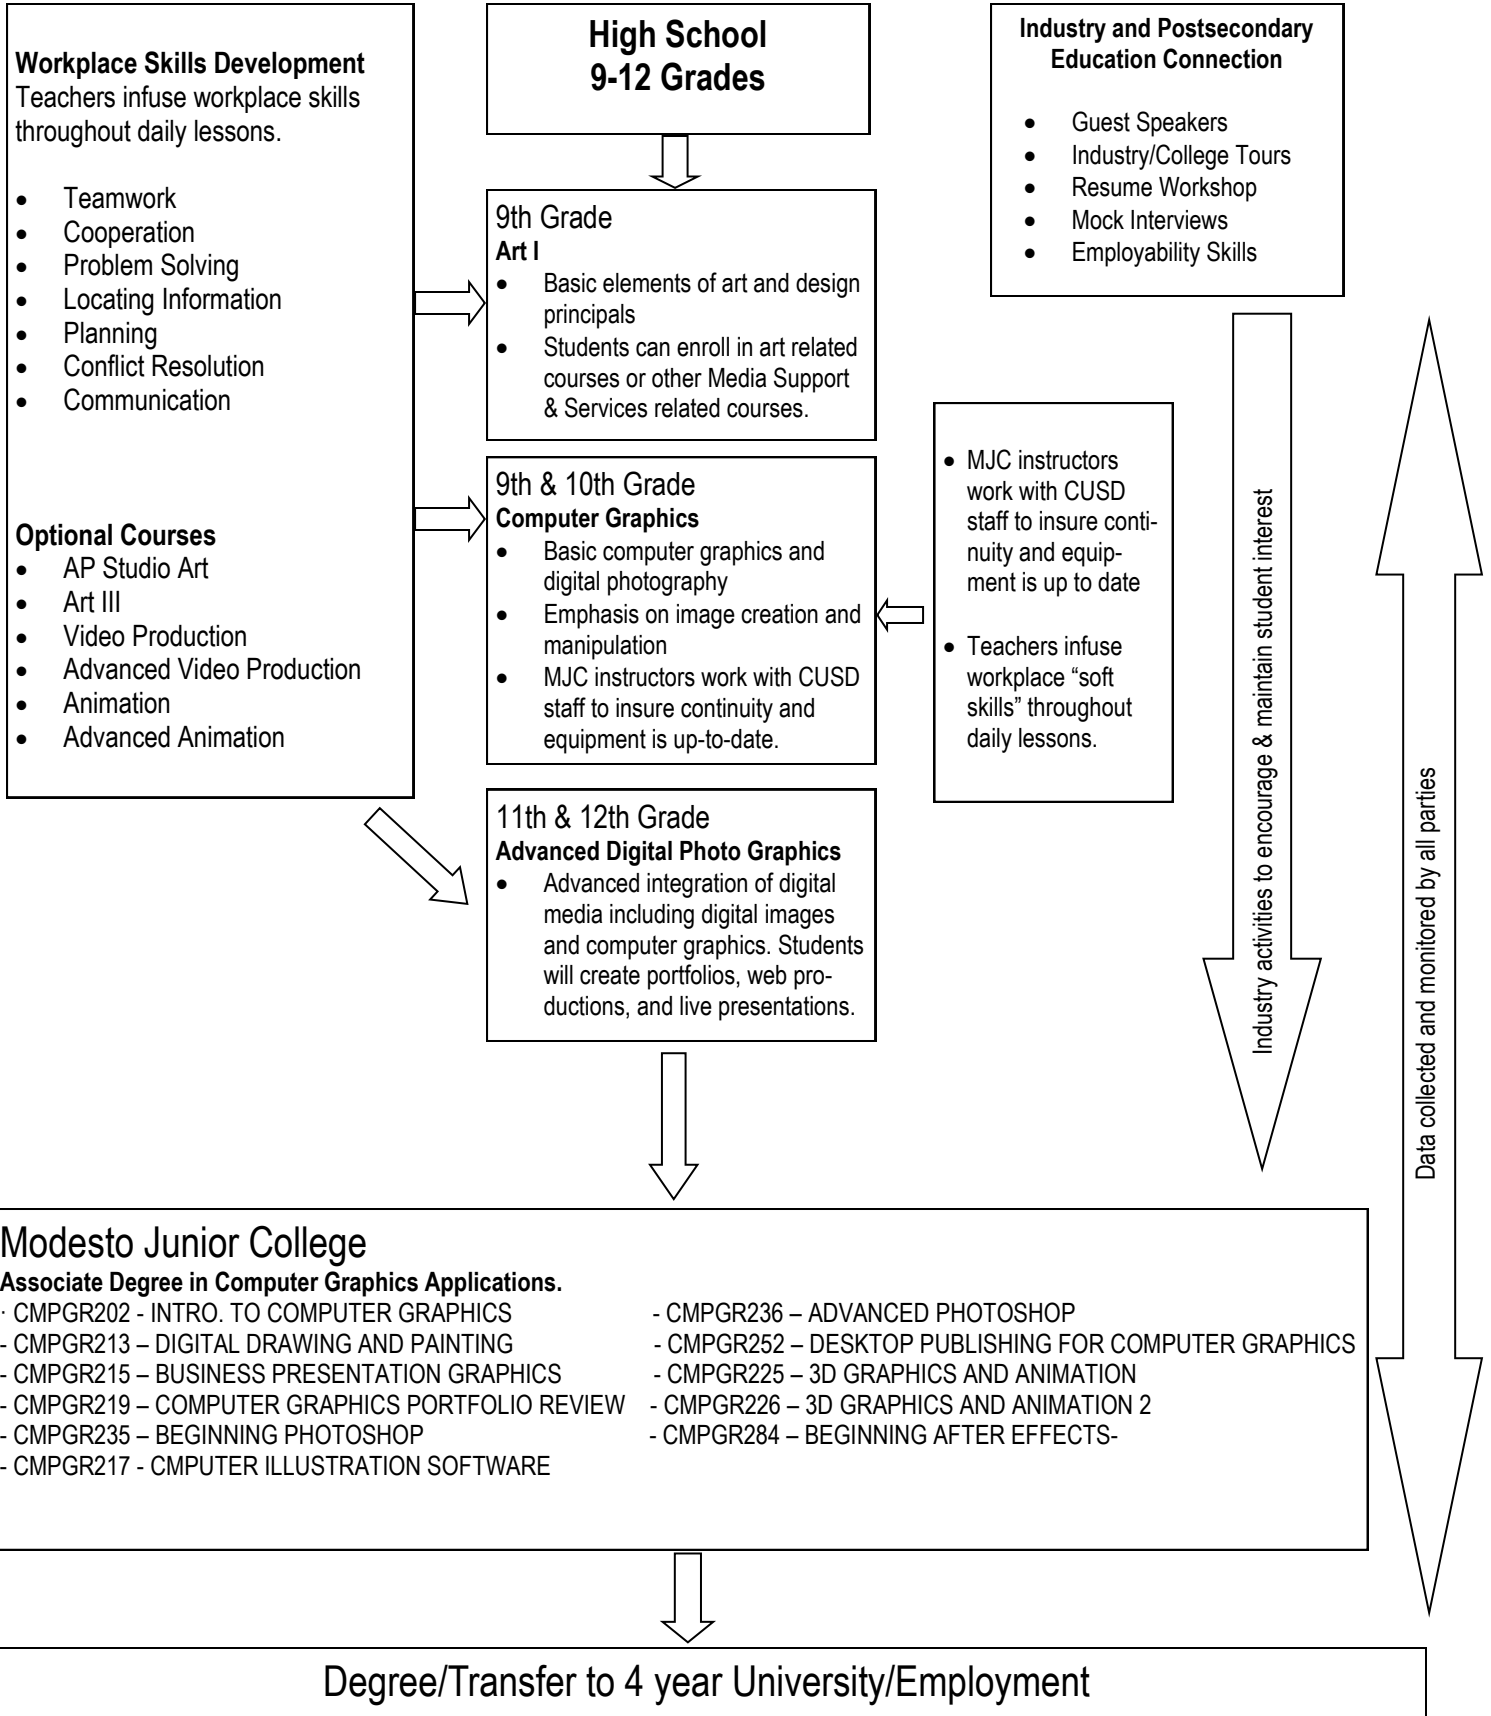 Workplace Skills Development
Teachers infuse workplace skills
throughout daily lessons.
• Teamwork
• Cooperation
• Problem Solving
• Locating Information
• Planning
• Conflict Resolution
• Communication
Optional Courses
• AP Studio Art
• Art III
• Video Production
• Advanced Video Production
• Animation
• Advanced Animation
High School
9-12 Grades
9th Grade
Art I
• Basic elements of art and design
principals
• Students can enroll in art related
courses or other Media Support
& Services related courses.
9th & 10th Grade
Computer Graphics
• Basic computer graphics and
digital photography
• Emphasis on image creation and
manipulation
• MJC instructors work with CUSD
staff to insure continuity and
equipment is up-to-date.
11th & 12th Grade
Advanced Digital Photo Graphics
• Advanced integration of digital
media including digital images
and computer graphics. Students
will create portfolios, web pro-
ductions, and live presentations.
Industry and Postsecondary
Education Connection
• Guest Speakers
• Industry/College Tours
• Resume Workshop
• Mock Interviews
• Employability Skills
• MJC instructors
work with CUSD
staff to insure conti-
nuity and equip-
ment is up to date
• Teachers infuse
workplace “soft
skills” throughout
daily lessons.
Industry activities to encourage & maintain student interest
Data collected and monitored by all parties
Modesto Junior College
Associate Degree in Computer Graphics Applications.
· CMPGR202 - INTRO. TO COMPUTER GRAPHICS
- CMPGR213 – DIGITAL DRAWING AND PAINTING
- CMPGR215 – BUSINESS PRESENTATION GRAPHICS
- CMPGR219 – COMPUTER GRAPHICS PORTFOLIO REVIEW
- CMPGR235 – BEGINNING PHOTOSHOP
- CMPGR217 - CMPUTER ILLUSTRATION SOFTWARE
- CMPGR236 – ADVANCED PHOTOSHOP
- CMPGR252 – DESKTOP PUBLISHING FOR COMPUTER GRAPHICS
- CMPGR225 – 3D GRAPHICS AND ANIMATION
- CMPGR226 – 3D GRAPHICS AND ANIMATION 2
- CMPGR284 – BEGINNING AFTER EFFECTS-
Degree/Transfer to 4 year University/Employment